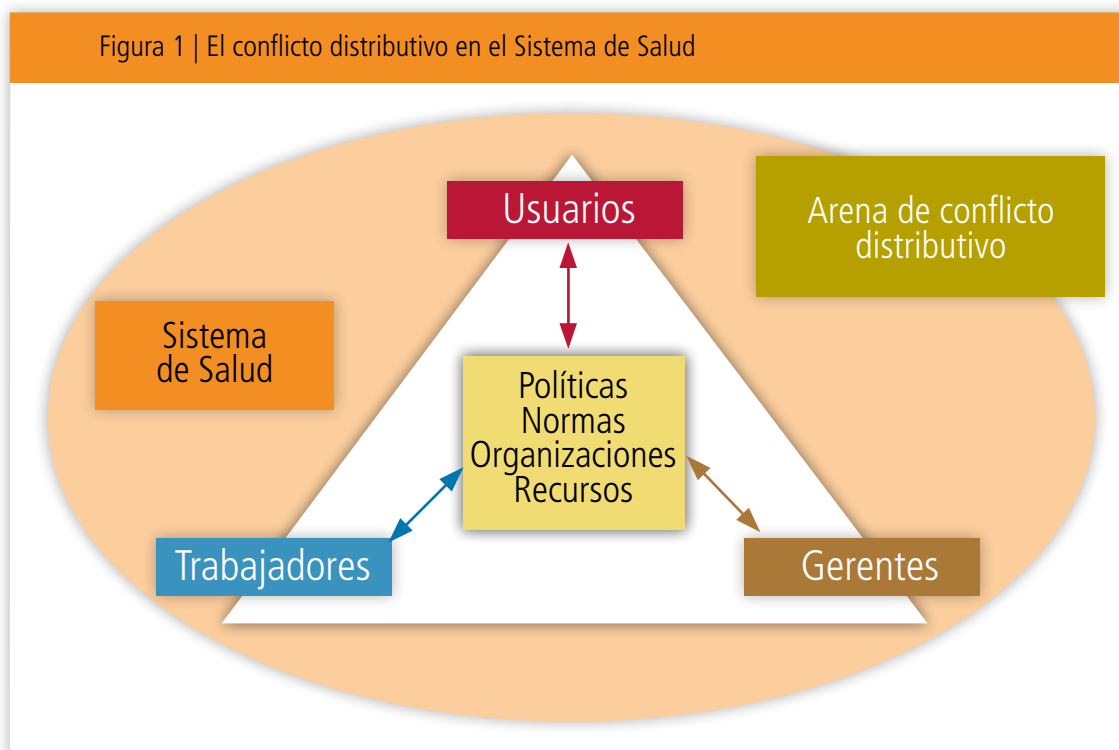 Figura 1 | El conflicto distributivo en el Sistema de Salud
Usuarios
Arena de conflicto
distributivo
Sistema
de Salud
Políticas
Normas
Organizaciones
Recursos
Trabajadores
Gerentes